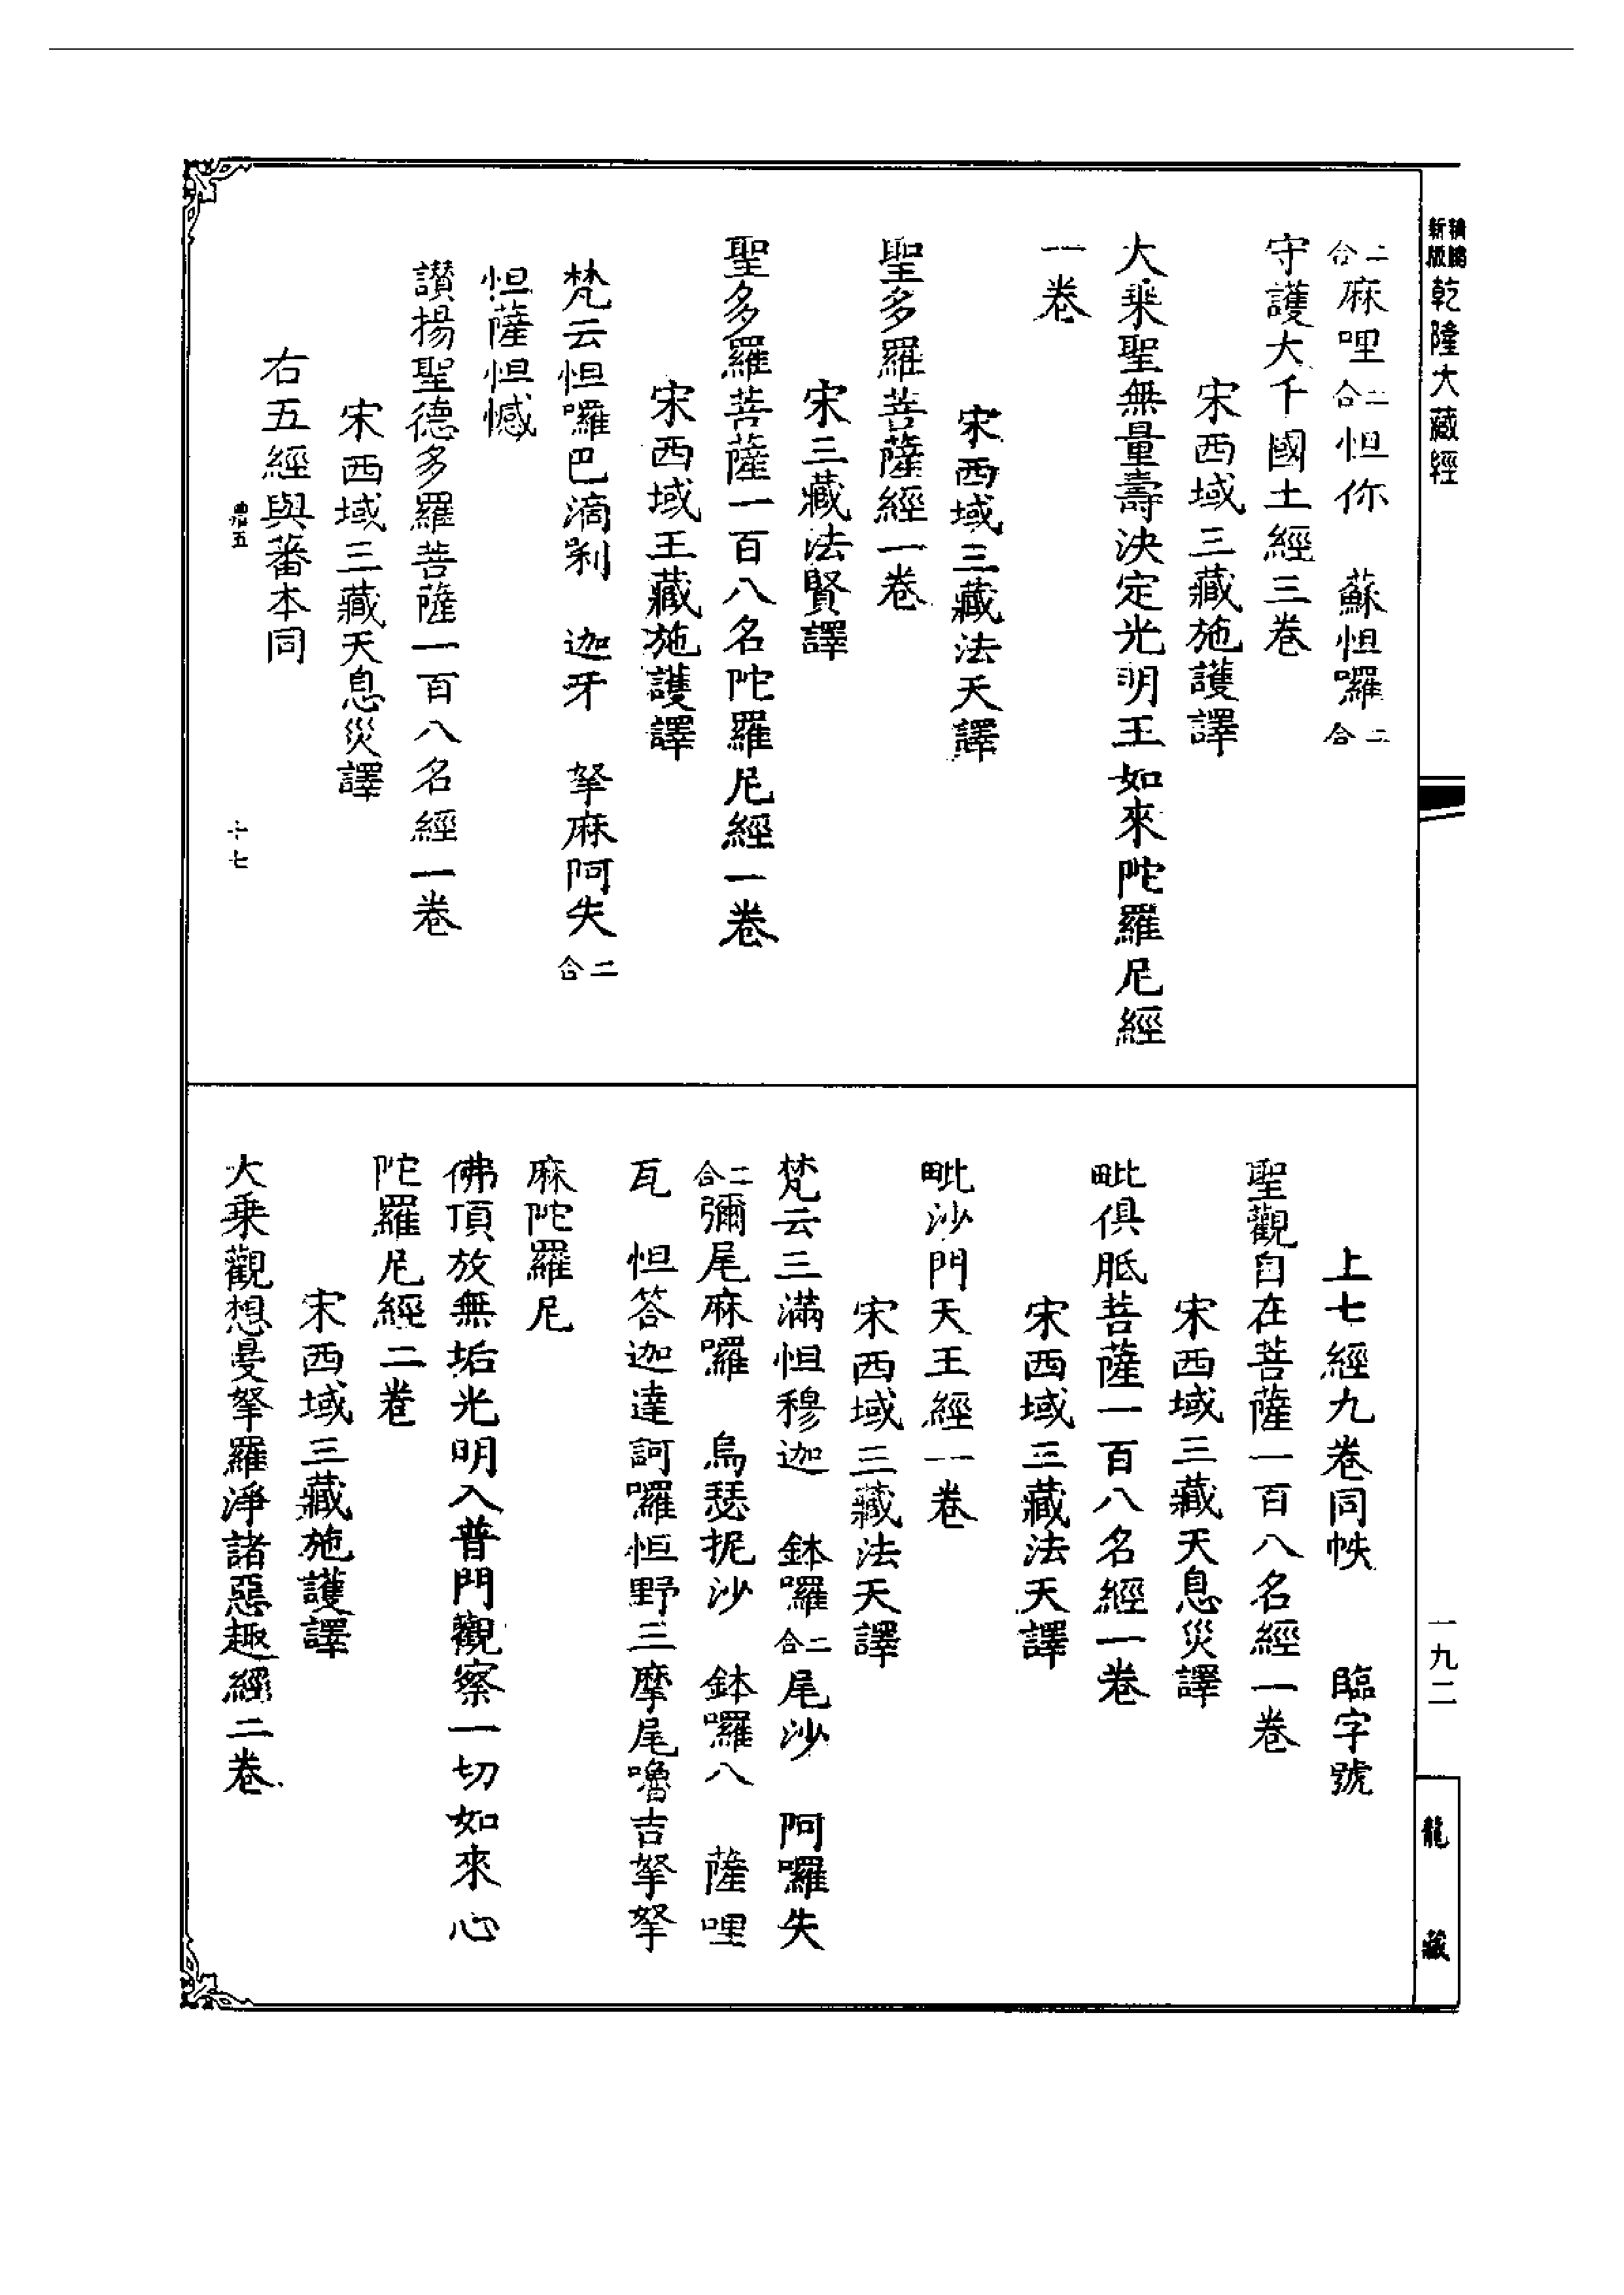 新版精勘乾隆大藏經
二合麻哩二合怛你　蘇怛囉二合
守護大千國土經三卷
宋西域三藏施護譯
大乘聖無量壽決定光明王如來陀羅尼經
一卷
宋西域三藏法天譯
聖多羅菩薩經一卷
宋三藏法賢譯
聖多羅菩薩一百八名陀羅尼經一卷
宋西域王藏施護譯
梵云怛囉巴滴剎　迦牙　拏麻阿失二合
怛薩怛憾
讚揚聖德多羅菩薩一百八名經一卷
宋西域三藏天息災譯
右五經與蕃本同
五　十七
上七經九卷同帙　臨字號
聖觀自在菩薩一百八名經一卷
宋西域三藏天息災譯
毗俱胝菩薩一百八名經一卷
宋西域三藏法天譯
毗沙門天王經一卷
宋西域三藏法天譯
梵云三滿怛穆迦　鉢囉二合尾沙　阿囉失
二合彌尾麻囉　烏瑟抳沙　鉢囉八　薩哩
瓦　怛答迦達訶囉怛野三摩尾嚕吉拏拏
麻陀羅尼
佛頂放無垢光明入普門觀察一切如來心
陀羅尼經二卷
宋西域三藏施護譯
大乘觀想曼拏羅淨諸惡趣經二卷
一九二
龍藏